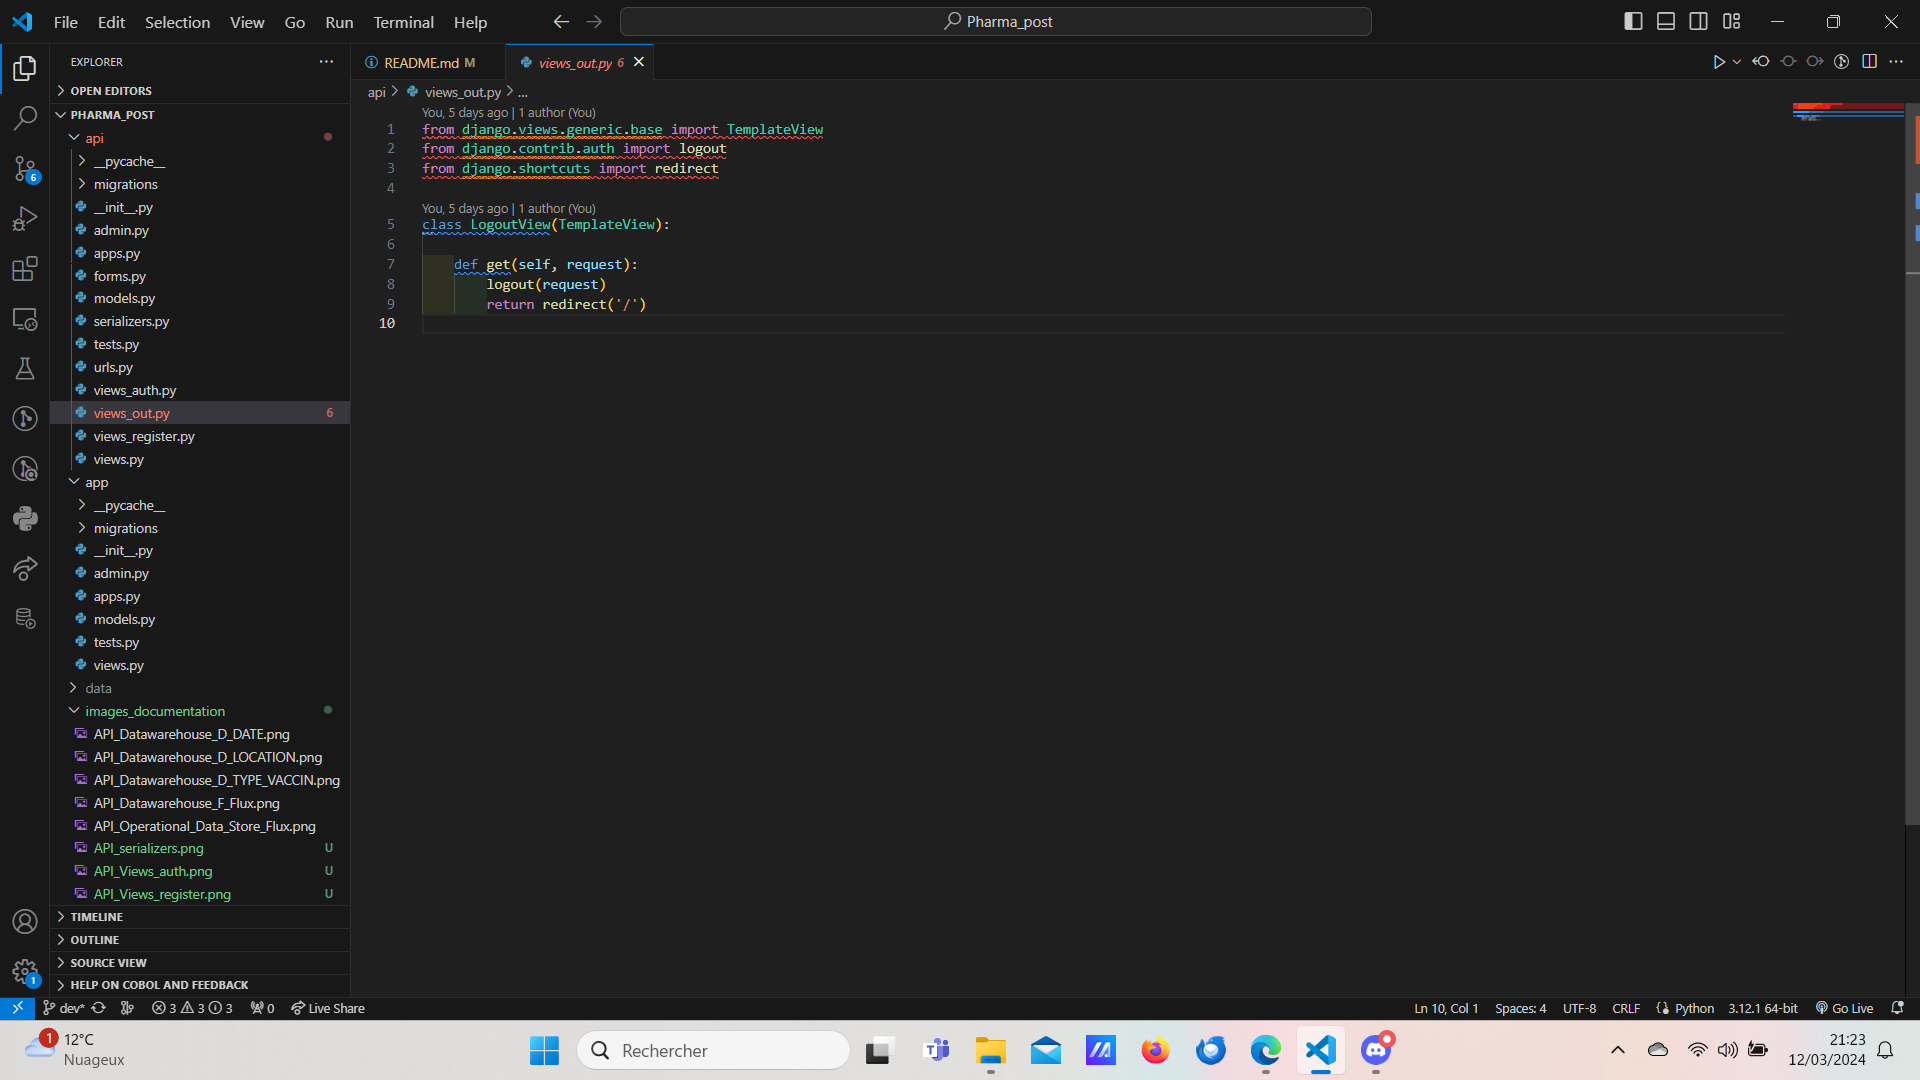 File Edit Selection View Go Run Terminal Help
Pharma_post
EXPLORER
OPEN EDITORS
PHARMA_POST
api
__pycache__
migrations
__init__.py
admin.py
apps.py
forms.py
models.py
serializers.py
tests.py
urls.py
views_auth.py
views_out.py 6
views_register.py
views.py
app
__pycache__
migrations
__init__.py
admin.py
apps.py
models.py
tests.py
views.py
data
images_documentation
API_Datawarehouse_D_DATE.png
API_Datawarehouse_D_LOCATION.png
API_Datawarehouse_D_TYPE_VACCIN.png
API_Datawarehouse_F_Flux.png
API_Operational_Data_Store_Flux.png
API_serializers.png U
API_Views_auth.png U
API_Views_register.png U
TIMELINE
OUTLINE
SOURCE VIEW
HELP ON COBOL AND FEEDBACK
6
1
README.md M
views_out.py 6
api > views_out.py > ...
You, 5 days ago | 1 author (You)
1 from django.views.generic.base import TemplateView
2 from django.contrib.auth import logout
3 from django.shortcuts import redirect
4
You, 5 days ago | 1 author (You)
5 class LogoutView(TemplateView):
6
7 def get(self, request):
8 logout(request)
9 return redirect('/')
10
dev* 3 3 3 0 Live Share
Ln 10, Col 1 Spaces: 4 UTF-8 CRLF Python 3.12.1 64-bit Go Live
1
12°C
Nuageux
Rechercher
21:23
12/03/2024